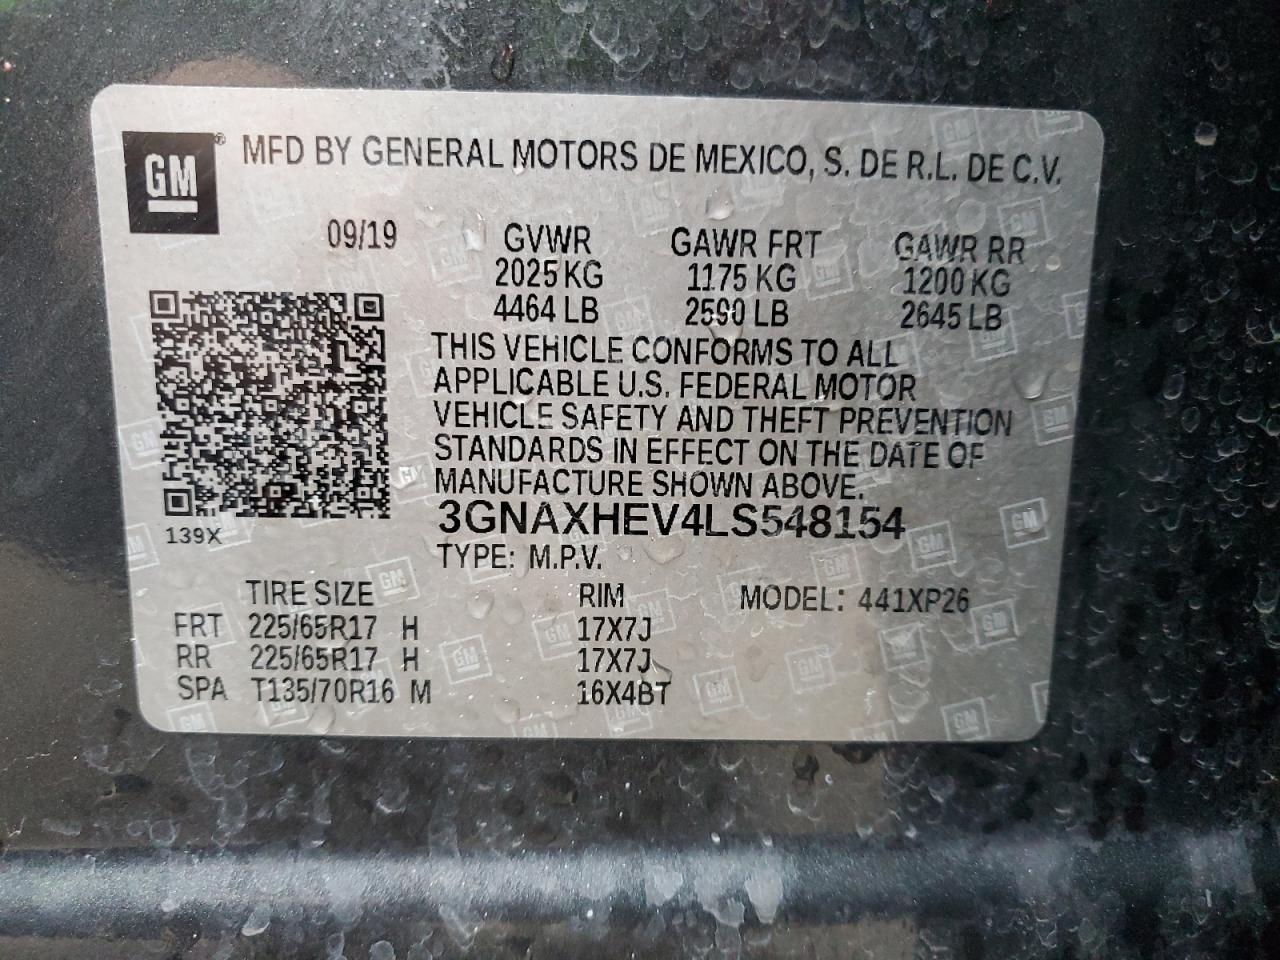 GM
MFD BY GENERAL MOTORS DE MEXICO, S. DE R.L. DE C.V.
09/19 GVWR GAWR FRT GAWR RR
2025 KG 1175 KG 1200 KG
4464 LB 2590 LB 2645 LB
THIS VEHICLE CONFORMS TO ALL
APPLICABLE U.S. FEDERAL MOTOR
VEHICLE SAFETY AND THEFT PREVENTION
STANDARDS IN EFFECT ON THE DATE OF
MANUFACTURE SHOWN ABOVE.
3GNAXHEV4LS548154
139X
TYPE: M.P.V.
TIRE SIZE RIM MODEL: 441XP26
FRT 225/65R17 H 17X7J
RR 225/65R17 H 17X7J
SPA T135/70R16 M 16X4BT